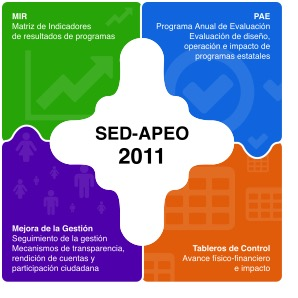 MIR
Matriz de Indicadores
de resultados de programas
PAE
Programa Anual de Evaluación
Evaluación de diseño,
operación e impacto de
programas estatales
SED-APEO
2011
Mejora de la Gestión
Seguimiento de la gestión
Mecanismos de transparencia,
rendición de cuentas y
participación ciudadana
Tableros de Control
Avance físico-financiero
e impacto